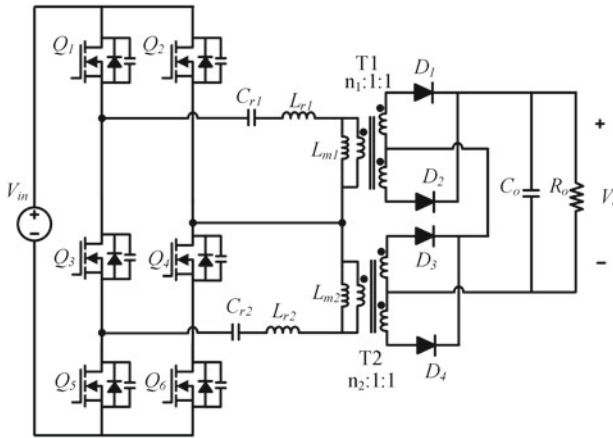 Q1
Q2
T1
n1:1:1
D1
Cr1
Lr1
Lm1
+
Vin
D2
Co
Ro
V
Q3
Q4
D3
Cr2
Lr2
Lm2
−
T2
n2:1:1
D4
Q5
Q6